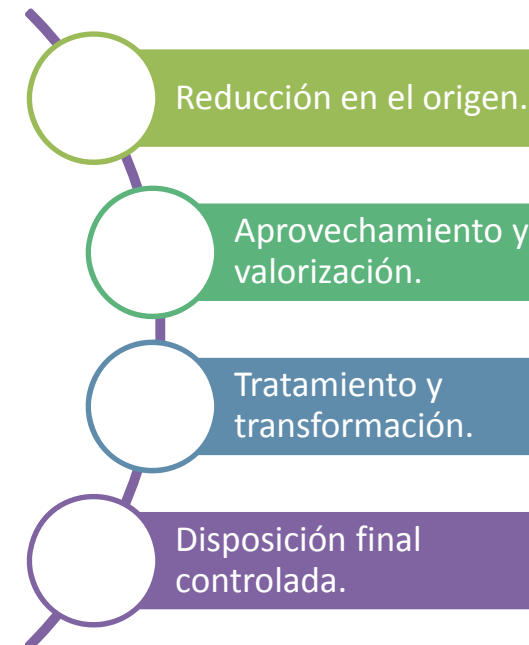 Reducción en el origen.
Aprovechamiento y
valorización.
Tratamiento y
transformación.
Disposición final
controlada.